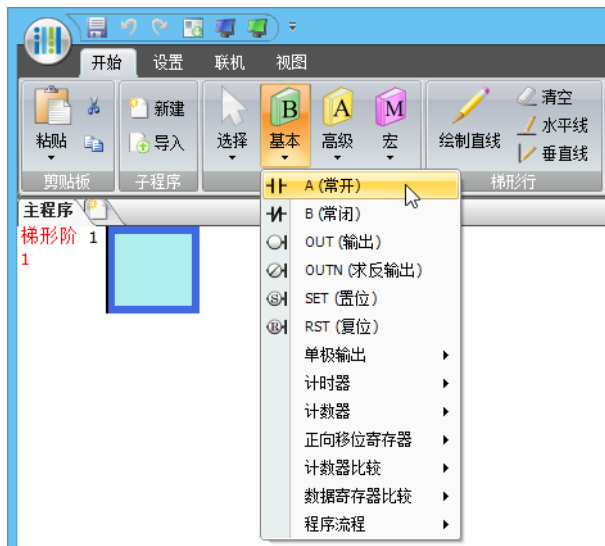 开始 设置 联机 视图
粘贴 新建 导入 选择 B 基本 A 高级 M 宏 绘制直线 清空 水平线 垂直线
剪贴板 子程序 梯形行
主程序
梯形阶 1
1
A (常开)
B (常闭)
OUT (输出)
OUTN (求反输出)
S SET (置位)
R RST (复位)
单极输出
计时器
计数器
正向移位寄存器
计数器比较
数据寄存器比较
程序流程